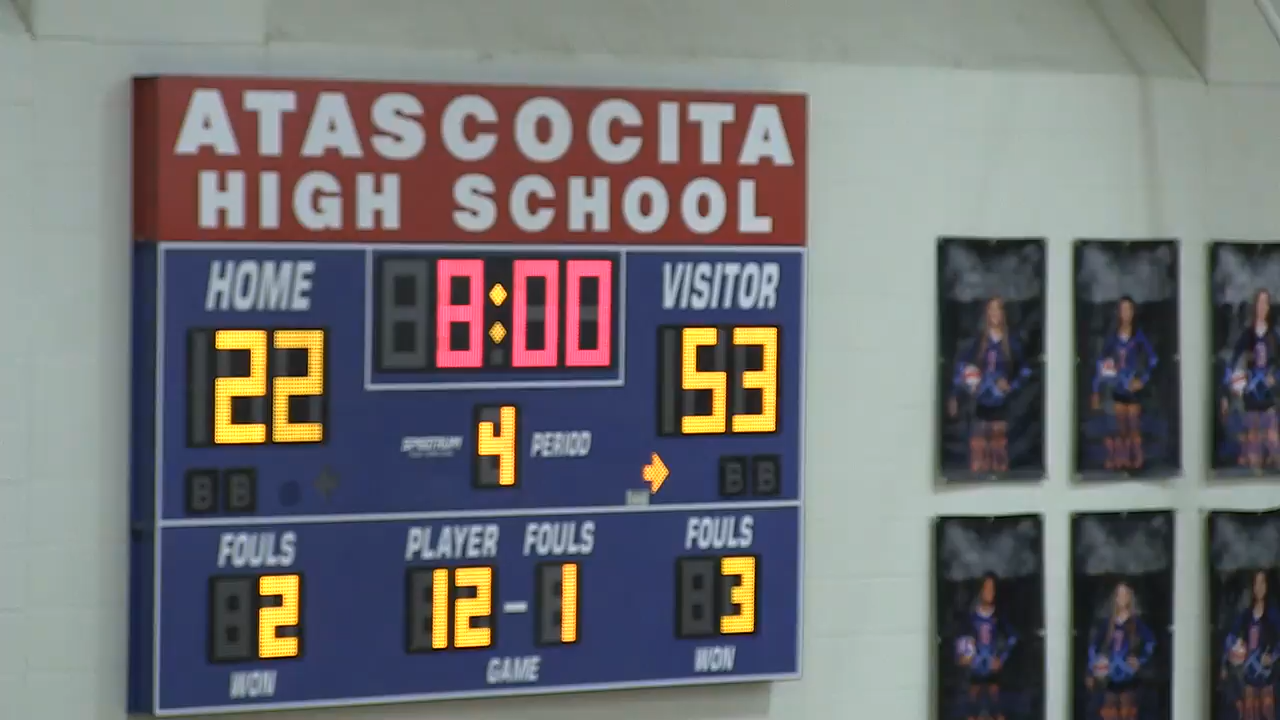 ATASCOCITA
HIGH SCHOOL
HOME
8:00
VISITOR
22
53
SPECTRUM
4
PERIOD
B B
B B
FOULS
PLAYER
FOULS
FOULS
2
12-1
3
WON
GAME
WON